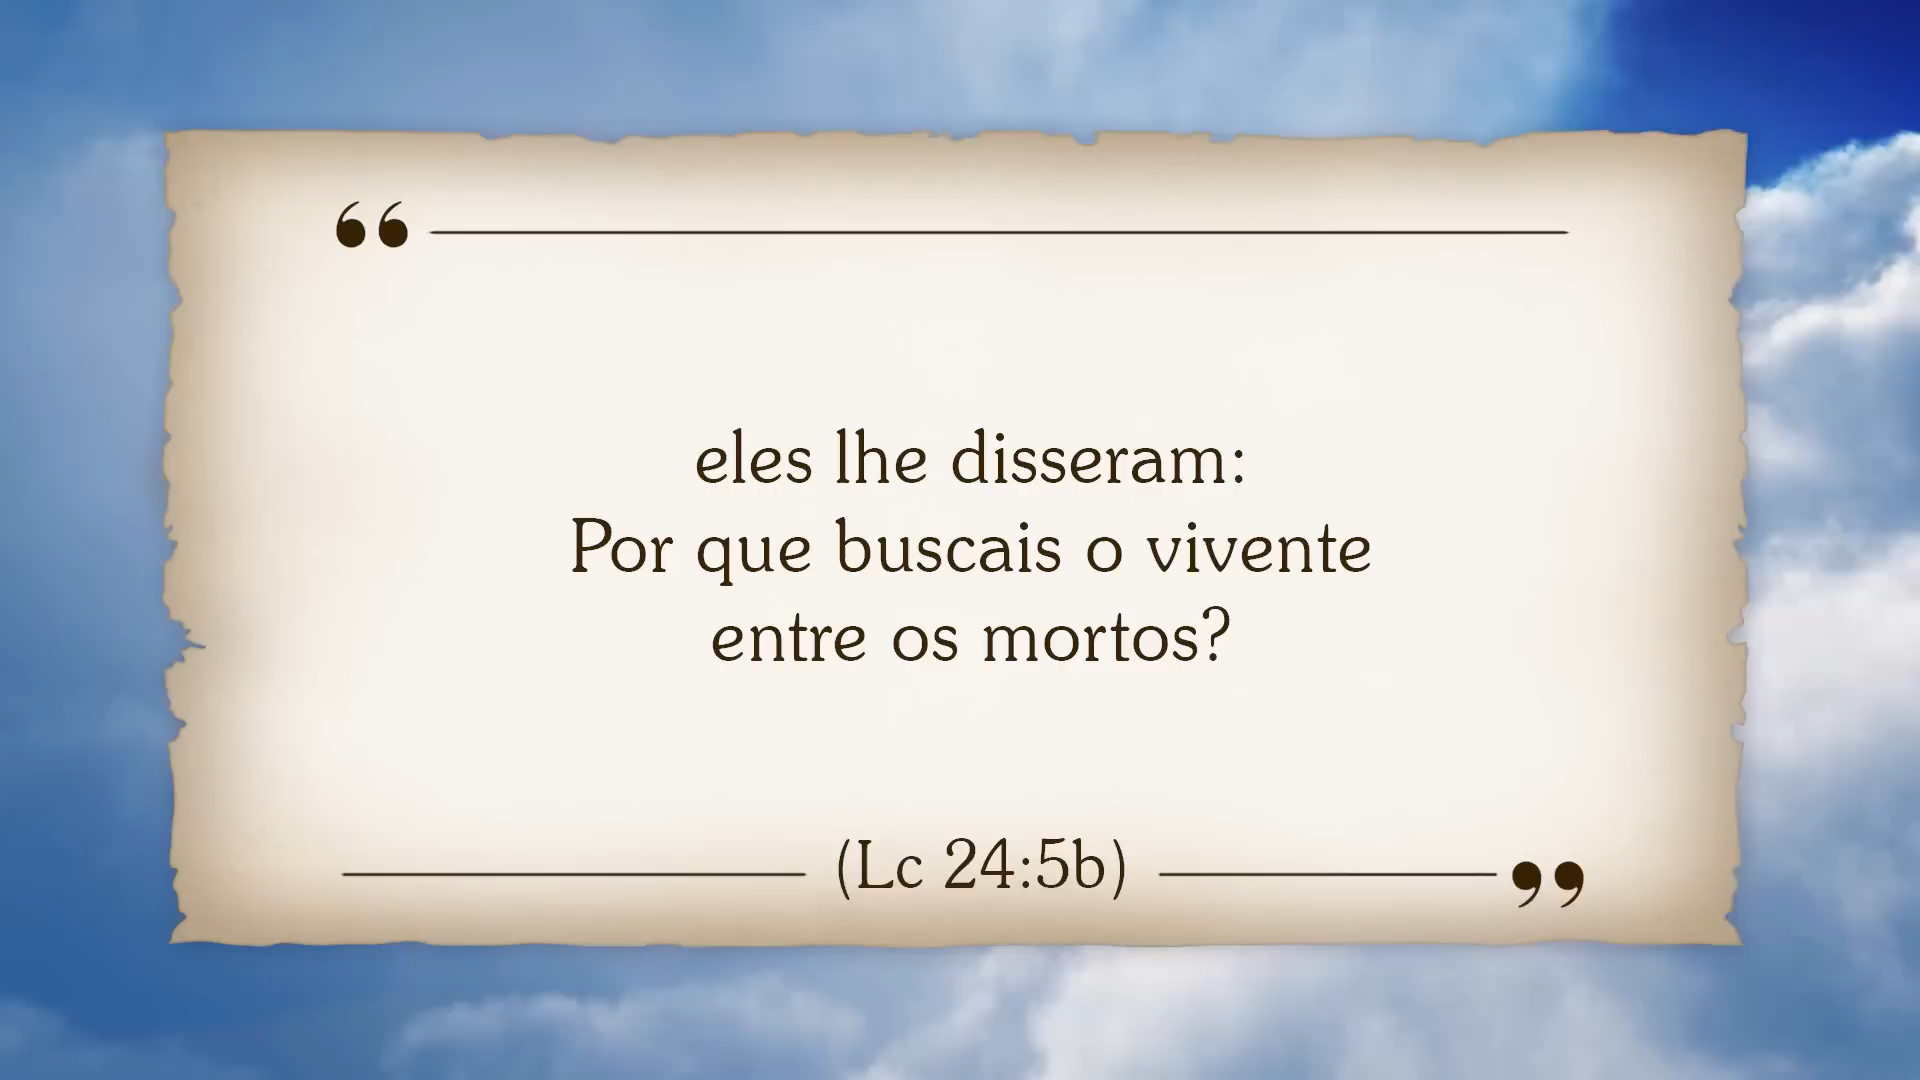 “
eles lhe disseram:
Por que buscais o vivente
entre os mortos?
(Lc 24:5b)
”